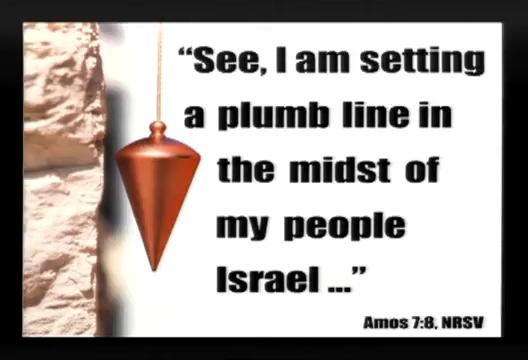 “See, I am setting
a plumb line in
the midst of
my people
Israel ...”
Amos 7:8, NRSV